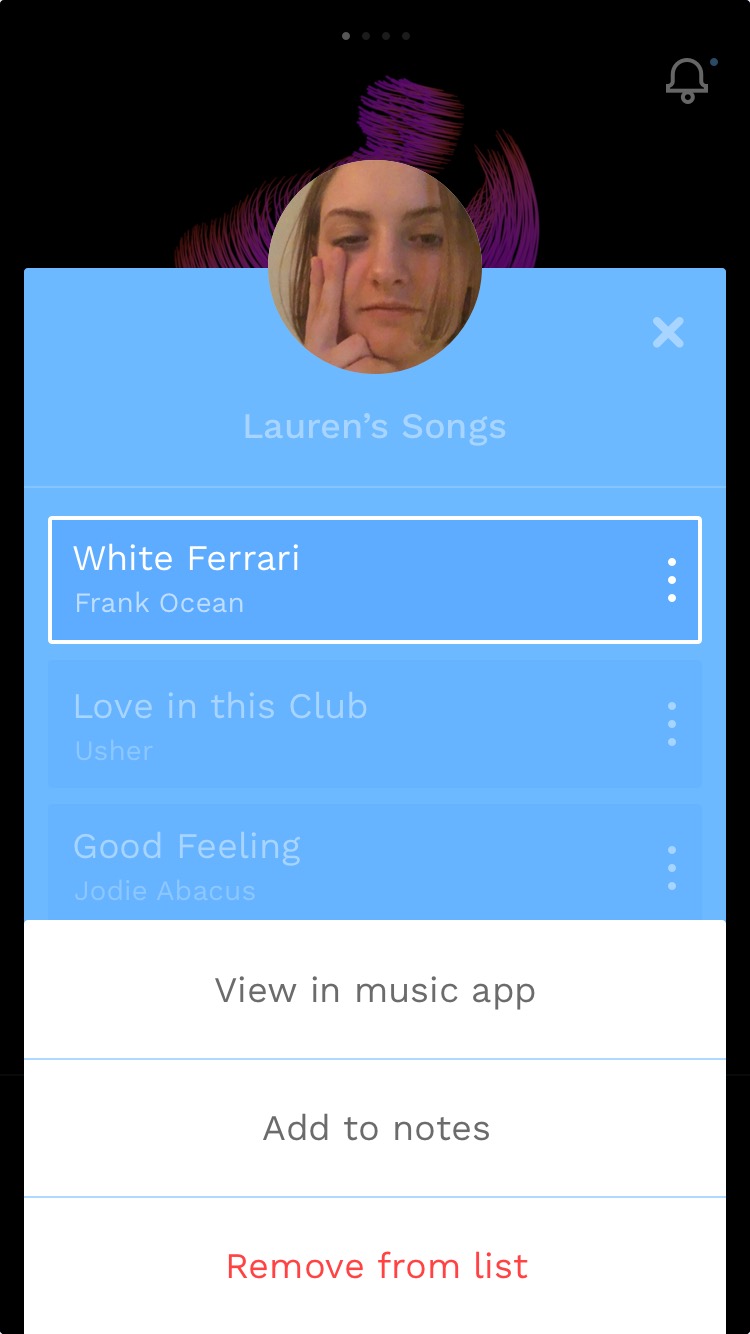 Lauren’s Songs
White Ferrari
Frank Ocean
Love in this Club
Usher
Good Feeling
Jodie Abacus
View in music app
Add to notes
Remove from list